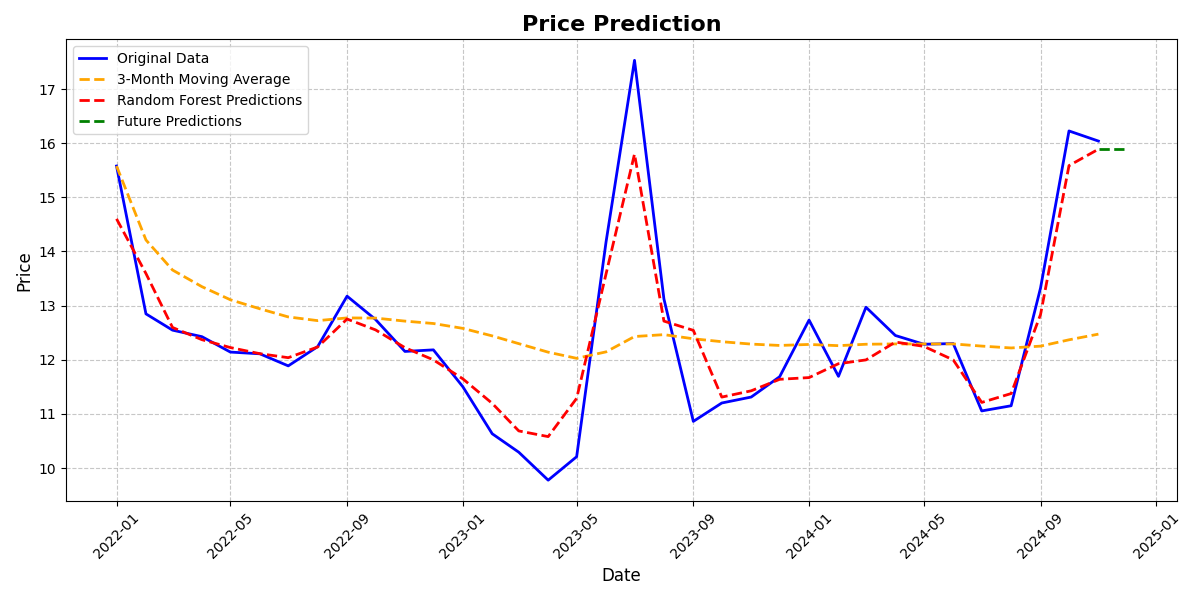 Price Prediction
Original Data
3-Month Moving Average
Random Forest Predictions
Future Predictions
Price
17
16
15
14
13
12
11
10
2022-01
2022-05
2022-09
2023-01
2023-05
2023-09
2024-01
2024-05
2024-09
2025-01
Date